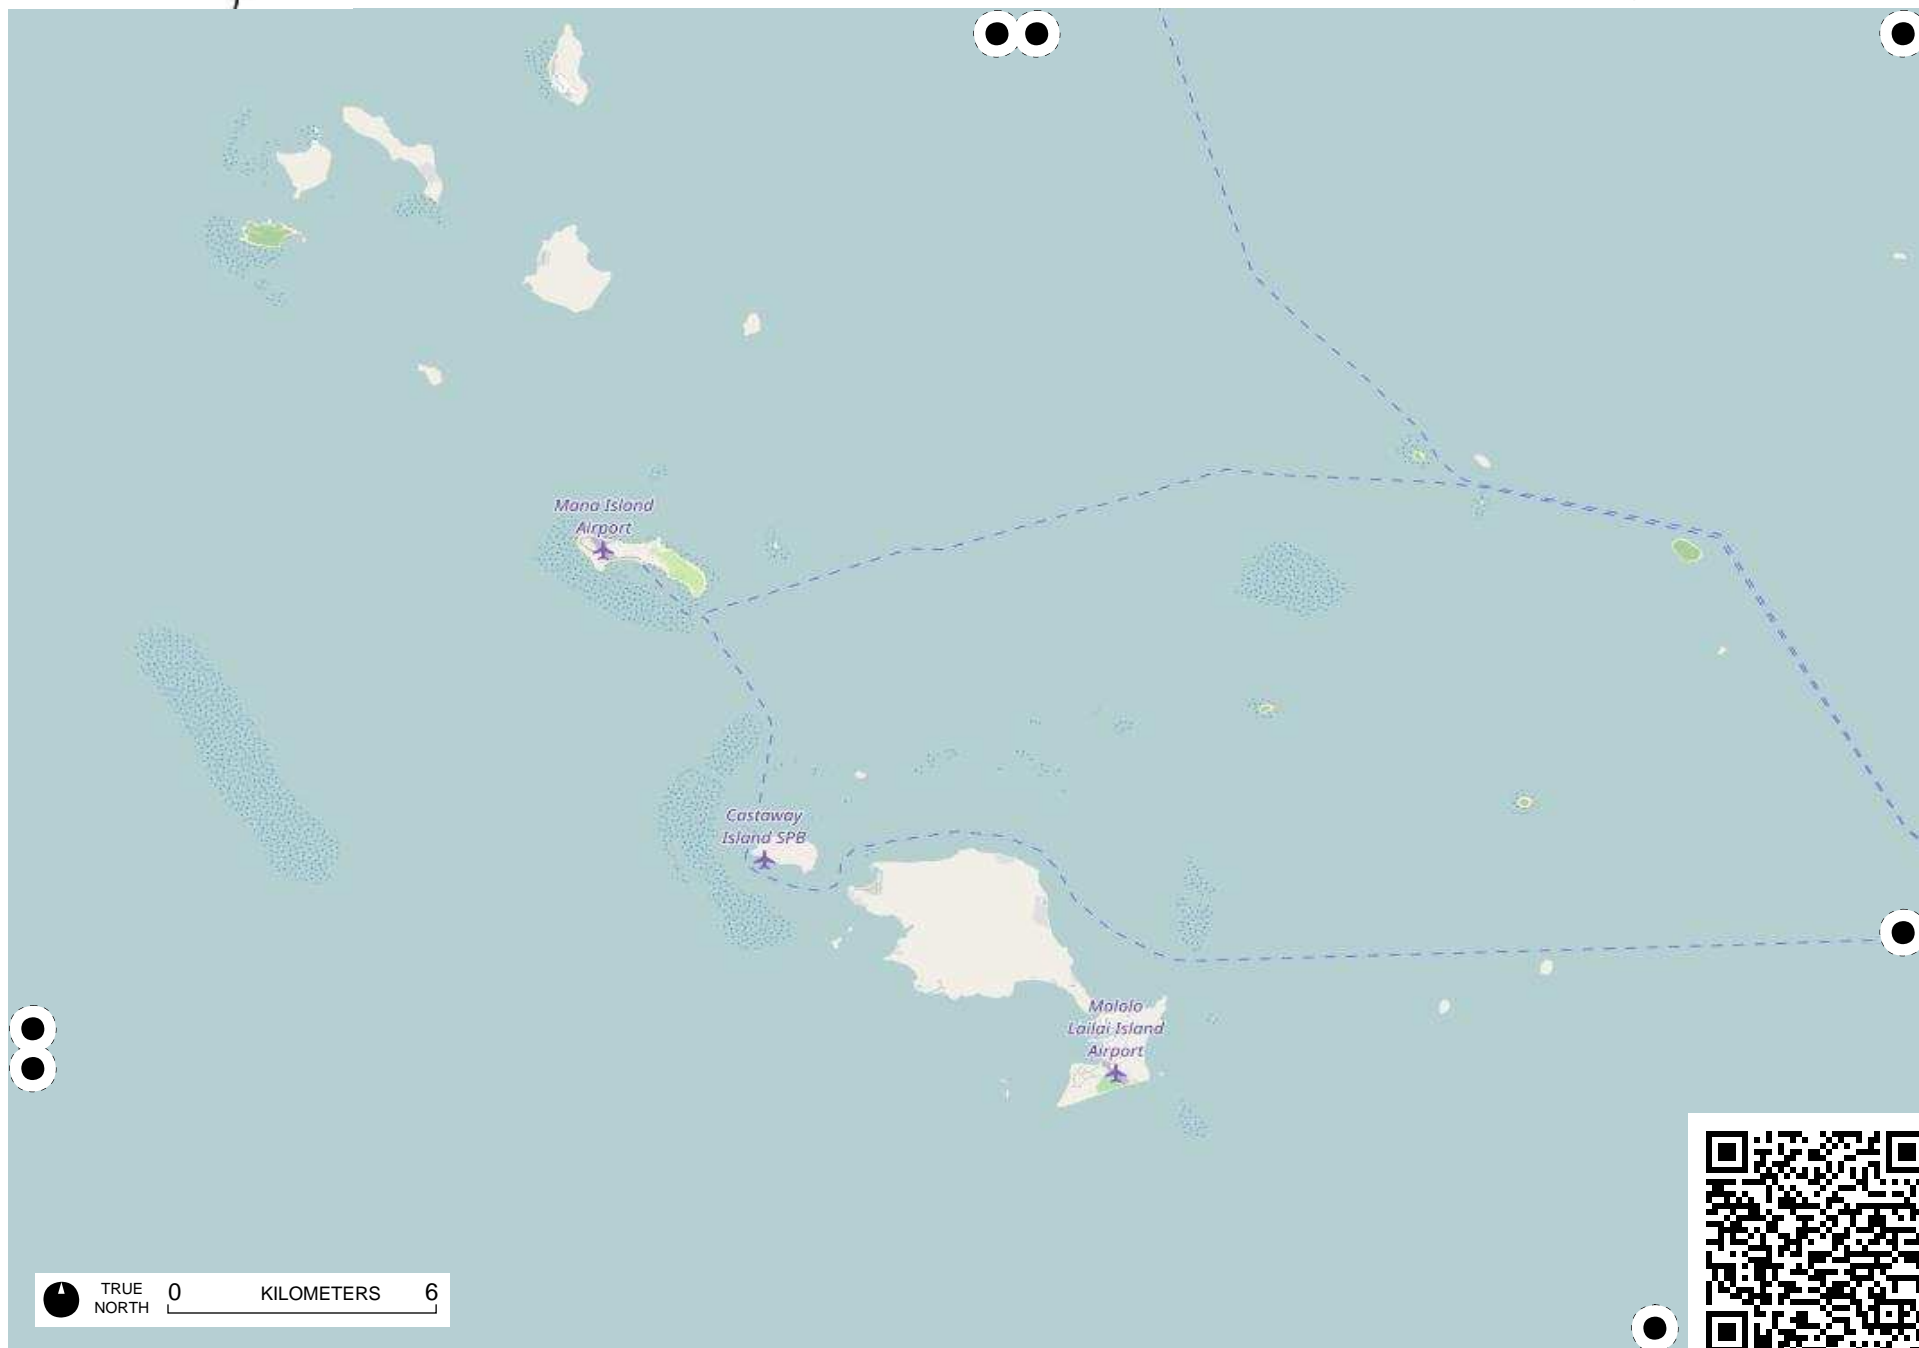 Mana Island
Airport
Castaway
Island SPB
Mololo
Lailai Island
Airport
TRUE
NORTH
0 KILOMETERS 6